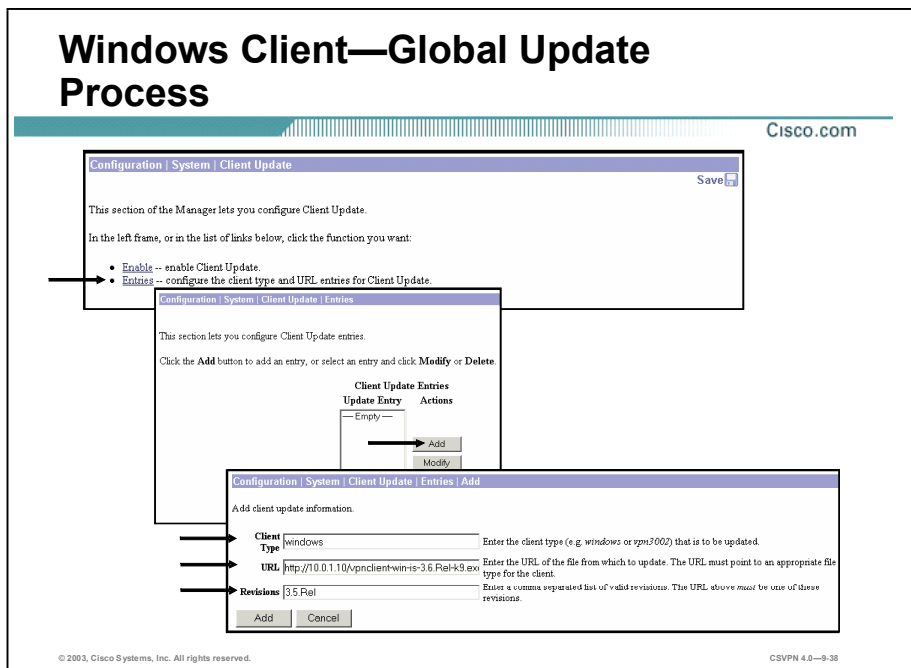 Windows Client—Global Update
Process
Cisco.com
Configuration | System | Client Update
Save
This section of the Manager lets you configure Client Update.
In the left frame, or in the list of links below, click the function you want:
• Enable -- enable Client Update.
• Entries -- configure the client type and URL entries for Client Update.
Configuration | System | Client Update | Entries
This section lets you configure Client Update entries.
Click the Add button to add an entry, or select an entry and click Modify or Delete.
Client Update Entries
Update Entry Actions
— Empty —
Add
Modify
Configuration | System | Client Update | Entries | Add
Add client update information.
Client Type windows Enter the client type (e.g. windows or vpn3002) that is to be updated.
URL http://10.0.1.10/vpnclient-win-is-3.6.Rel-k9.exe Enter the URL of the file from which to update. The URL must point to an appropriate file
type for the client.
Revisions 3.5.Rel Enter a comma separated list of valid revisions. The URL above must be one of these
revisions.
Add Cancel
© 2003, Cisco Systems, Inc. All rights reserved.
CSVPN 4.0—9-38